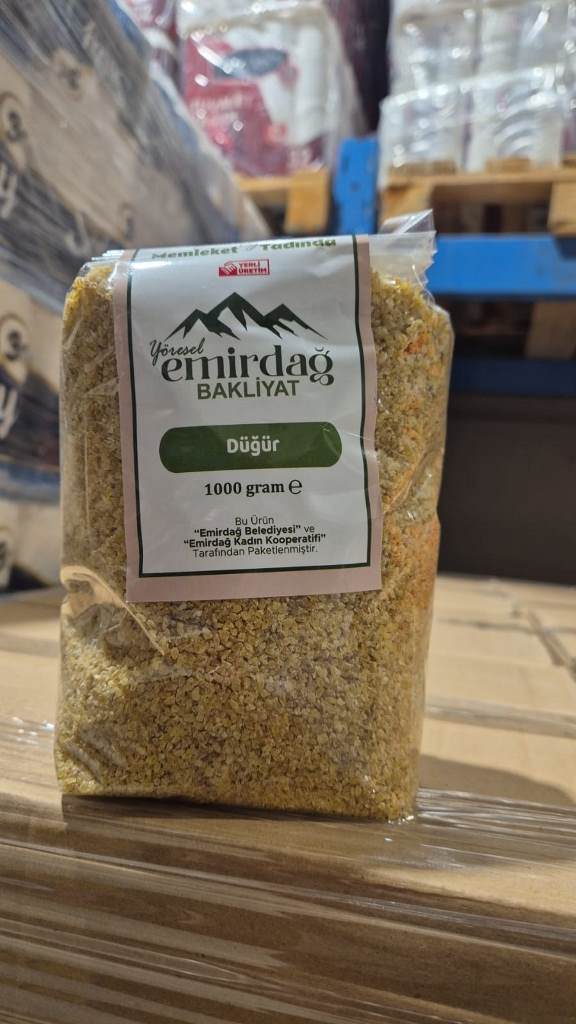 Memleket Tadında
YERLİ
ÜRETİM
Yöresel
emirdağ
BAKLİYAT
Düğür
1000 gram ℮
Bu Ürün
"Emirdağ Belediyesi" ve
"Emirdağ Kadın Kooperatifi"
Tarafından Paketlenmiştir.